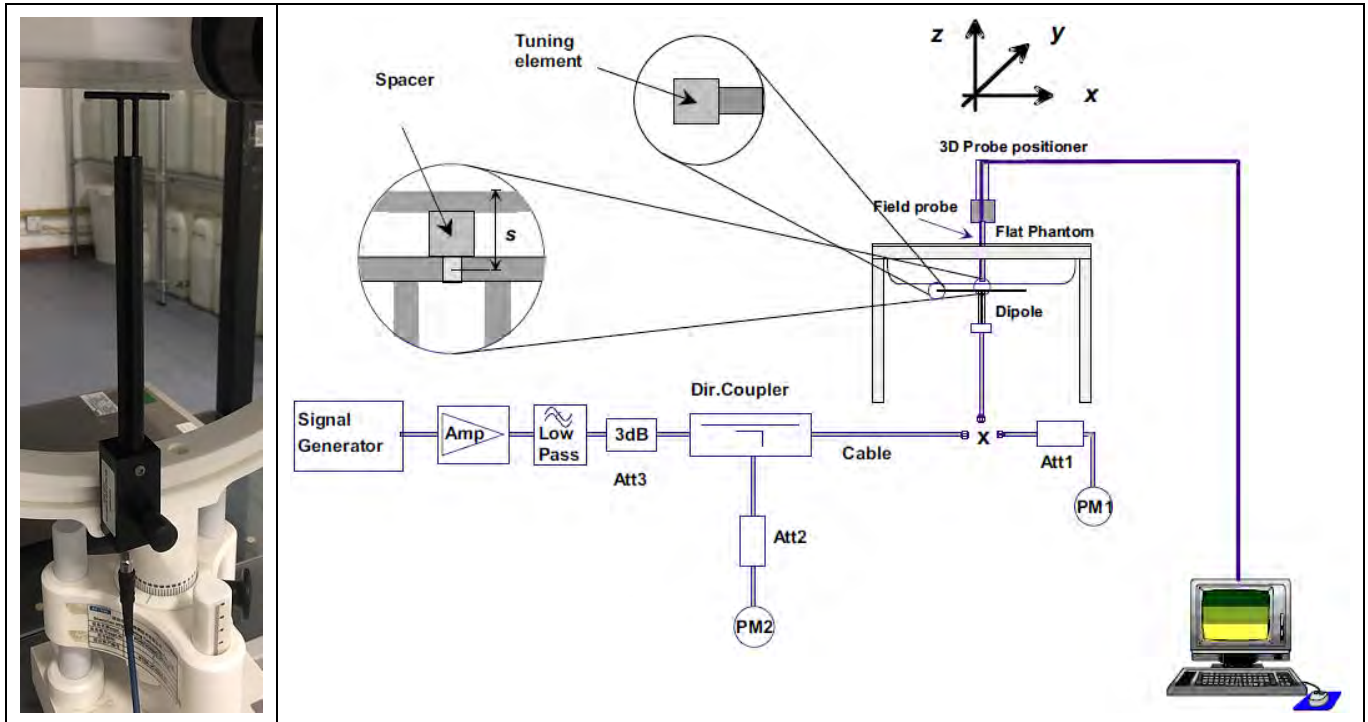 Tuning
element
Spacer
s
z
y
x
3D Probe positioner
Field probe
Flat Phantom
Dipole
Dir.Coupler
Signal
Generator
Amp
Low
Pass
3dB
Att3
Cable
X
Att1
PM1
Att2
PM2